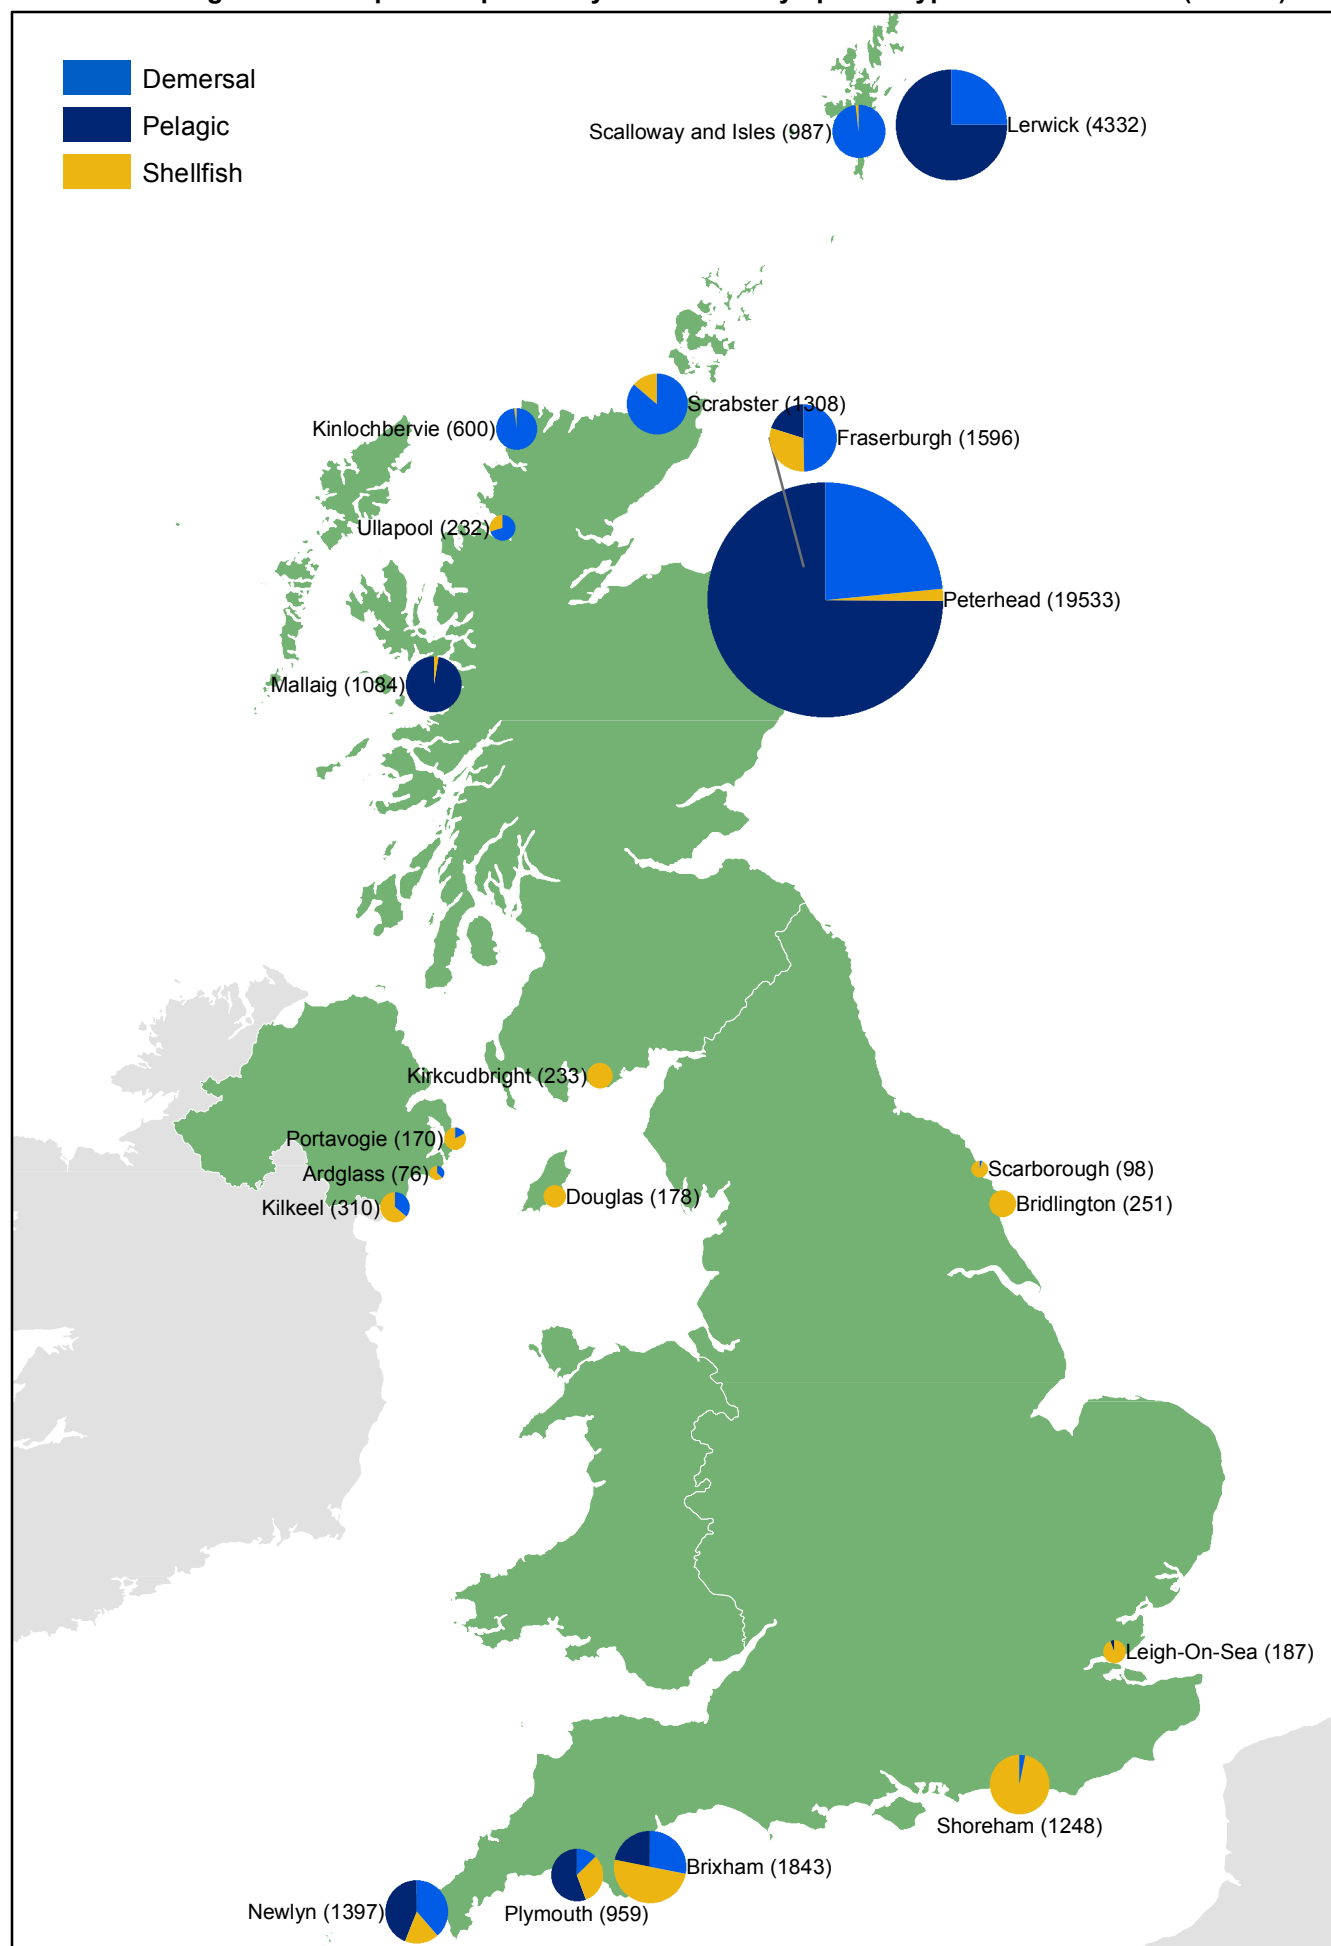 Demersal
Pelagic
Shellfish
Scalloway and Isles (987)
Lerwick (4332)
Scrabster (1308)
Kinlochbervie (600)
Fraserburgh (1596)
Ullapool (232)
Peterhead (19533)
Mallaig (1084)
Kirkcudbright (233)
Portavogie (170)
Scarborough (98)
Ardglass (76)
Douglas (178)
Bridlington (251)
Kilkeel (310)
Leigh-On-Sea (187)
Shoreham (1248)
Brixham (1843)
Newlyn (1397)
Plymouth (959)